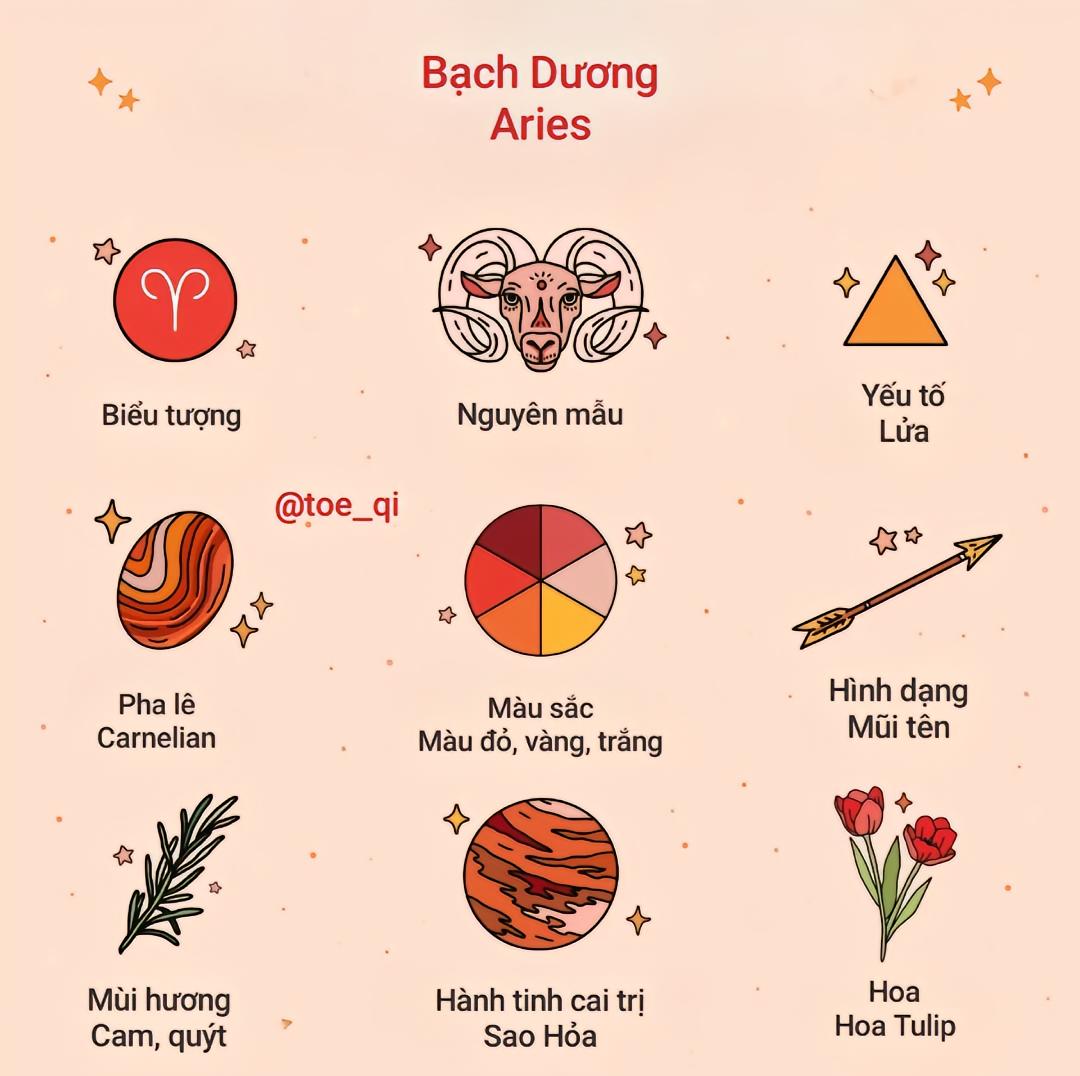 Bạch Dương
Aries
Biểu tượng
Nguyên mẫu
Yếu tố
Lửa
@toe_qi
Pha lê
Carnelian
Màu sắc
Màu đỏ, vàng, trắng
Hình dạng
Mũi tên
Mùi hương
Cam, quýt
Hành tinh cai trị
Sao Hỏa
Hoa
Hoa Tulip